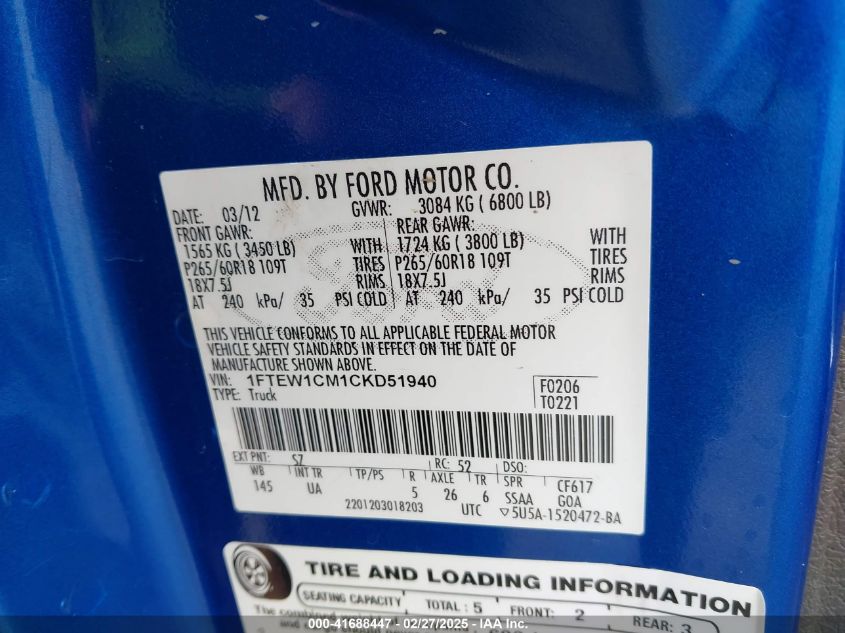 MFD. BY FORD MOTOR CO.
DATE: 03/12 GVWR: 3084 KG ( 6800 LB)
FRONT GAWR: REAR GAWR:
1565 KG ( 3450 LB) WITH 1724 KG ( 3800 LB) WITH
P265/60R18 109T TIRES P265/60R18 109T TIRES
18X7.5J RIMS 18X7.5J RIMS
AT 240 kPa/ 35 PSI COLD AT 240 kPa/ 35 PSI COLD
THIS VEHICLE CONFORMS TO ALL APPLICABLE FEDERAL MOTOR
VEHICLE SAFETY STANDARDS IN EFFECT ON THE DATE OF
MANUFACTURE SHOWN ABOVE.
VIN: 1FTEW1CM1CKD51940 F0206
TYPE: Truck T0221
EXT PNT: SZ RC: 52 DSO:
WB INT TR TP/PS R AXLE TR SPR CF617
145 UA 5 26 6 SSAA GOA
2201203018203 UTC ▽5U5A-1520472-BA
TIRE AND LOADING INFORMATION
SEATING CAPACITY TOTAL : 5 FRONT: 2 REAR: 3
The combined
000-41688447 - 02/27/2025 - IAA Inc.